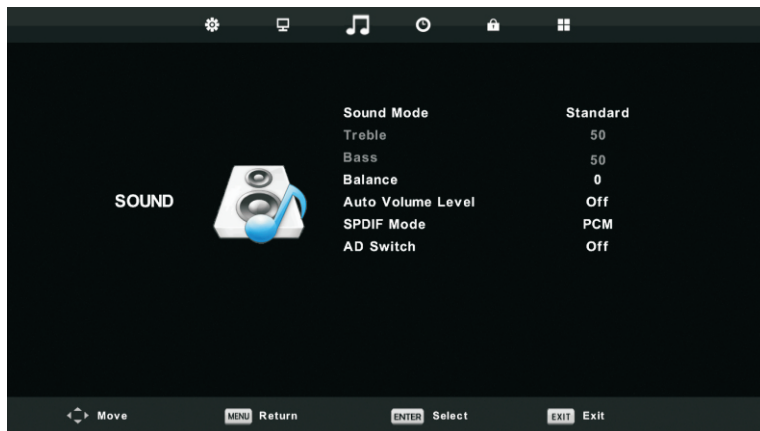 Sound Mode Standard
Treble 50
Bass 50
Balance 0
SOUND
Auto Volume Level Off
SPDIF Mode PCM
AD Switch Off
Move MENU Return ENTER Select EXIT Exit